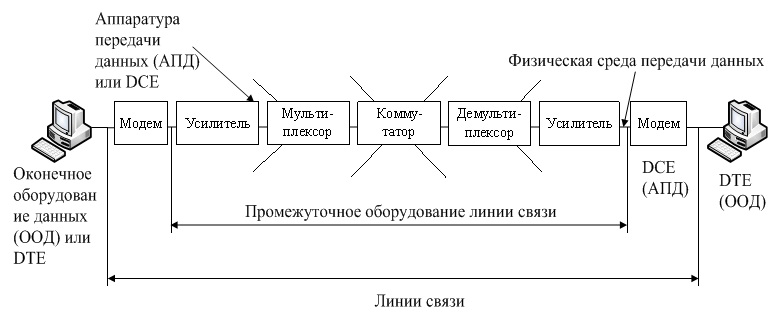 Аппаратура
передачи
данных (АПД)
или DCE
Физическая среда передачи данных
Модем
Усилитель
Мульти-
плексор
Комму-
татор
Демульти-
плексор
Усилитель
Модем
Оконечное
оборудован
ие данных
(ООД) или
DTE
DCE
(АПД)
DTE
(ООД)
Промежуточное оборудование линии связи
Линии связи